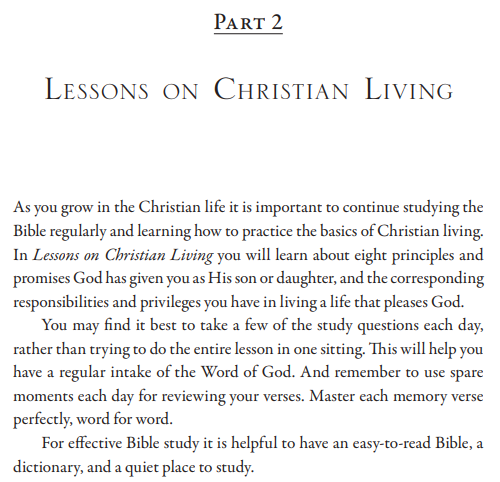 PART 2
LESSONS ON CHRISTIAN LIVING
As you grow in the Christian life it is important to continue studying the
Bible regularly and learning how to practice the basics of Christian living.
In Lessons on Christian Living you will learn about eight principles and
promises God has given you as His son or daughter, and the corresponding
responsibilities and privileges you have in living a life that pleases God.
You may find it best to take a few of the study questions each day,
rather than trying to do the entire lesson in one sitting. This will help you
have a regular intake of the Word of God. And remember to use spare
moments each day for reviewing your verses. Master each memory verse
perfectly, word for word.
For effective Bible study it is helpful to have an easy-to-read Bible, a
dictionary, and a quiet place to study.